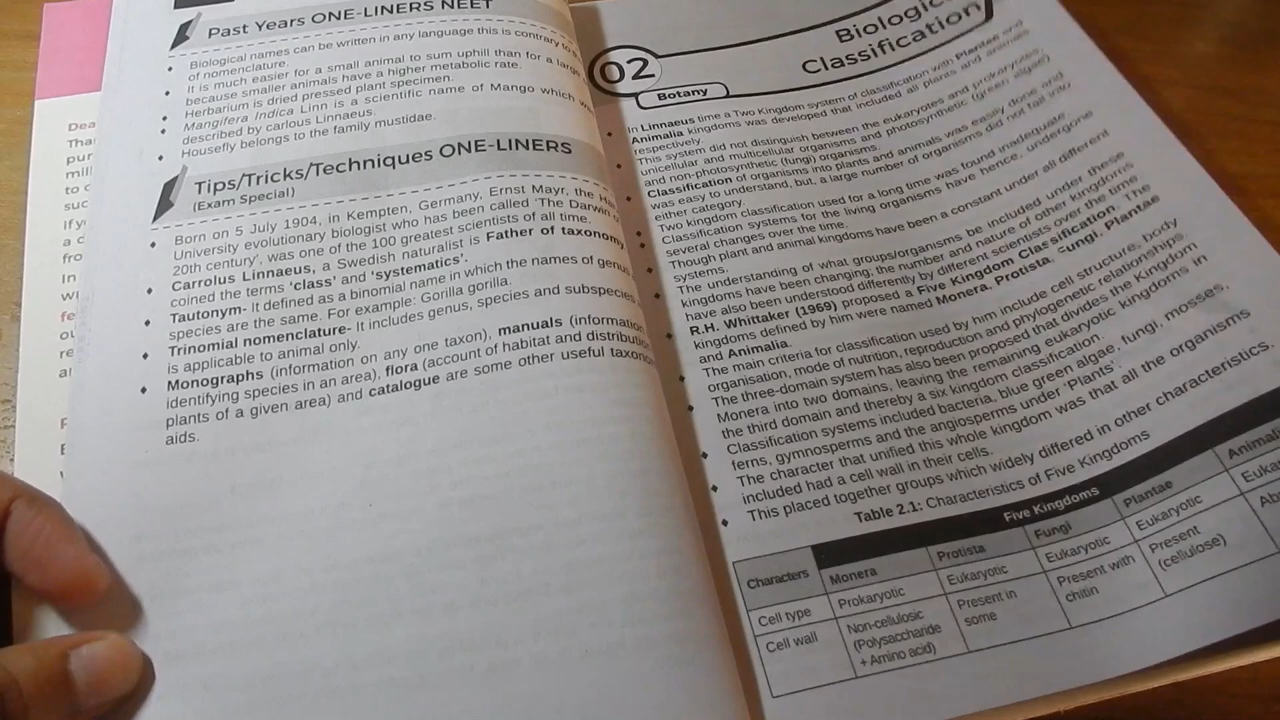 Past Years ONE-LINERS NEET
Biological names can be written in any language this is contrary to
of nomenclature.
It is much easier for a small animal to sum uphill than for a large
because smaller animals have a higher metabolic rate.
Herbarium is dried pressed plant specimen.
Mangifera Indica Linn is a scientific name of Mango which
described by carlous Linnaeus.
Housefly belongs to the family mustidae.
Tips/Tricks/Techniques ONE-LINERS
(Exam Special)
Born on 5 July 1904, in Kempten, Germany, Ernst Mayr, the
University evolutionary biologist who has been called 'The Darwin
20th century', was one of the 100 greatest scientists of all time.
Carrolus Linnaeus, a Swedish naturalist is Father of taxonomy
coined the terms 'class' and 'systematics'.
Tautonym- It defined as a binomial name in which the names of genus
species are the same. For example: Gorilla gorilla.
Trinomial nomenclature- It includes genus, species and subspecies
is applicable to animal only.
Monographs (information on any one taxon), manuals (information
identifying species in an area), flora (account of habitat and distribution
plants of a given area) and catalogue are some other useful
aids.
02
Biological
Classification
Botany
In Linnaeus time a Two Kingdom system of classification with Plantae and
Animalia kingdoms was developed that included all plants and animals
respectively.
This system did not distinguish between the eukaryotes and prokaryotes,
unicellular and multicellular organisms and photosynthetic (green algae)
and non-photosynthetic (fungi) organisms.
Classification of organisms into plants and animals was easily done and
was easy to understand, but, a large number of organisms did not fall into
either category.
Two kingdom classification used for a long time was found inadequate.
Classification systems for the living organisms have hence, undergone
several changes over the time.
Though plant and animal kingdoms have been a constant under all different
systems.
The understanding of what groups/organisms be included under these
kingdoms have been changing; the number and nature of other kingdoms
have also been understood differently by different scientists over the time
R.H. Whittaker (1969) proposed a Five Kingdom Classification. The
kingdoms defined by him were named Monera, Protista, Fungi, Plantae
and Animalia.
The main criteria for classification used by him include cell structure, body
organisation, mode of nutrition, reproduction and phylogenetic relationships.
The three-domain system has also been proposed that divides the Kingdom
Monera into two domains, leaving the remaining eukaryotic kingdoms in
the third domain and thereby a six kingdom classification.
Classification systems included bacteria, blue green algae, fungi, mosses,
ferns, gymnosperms and the angiosperms under 'Plants'.
The character that unified this whole kingdom was that all the organisms
included had a cell wall in their cells.
This placed together groups which widely differed in other characteristics.
Table 2.1: Characteristics of Five Kingdoms
Five Kingdoms
Characters Monera Protista Fungi Plantae
Cell type Prokaryotic Eukaryotic Eukaryotic Eukaryotic
Cell wall Non-cellulosic Present in Present with Present
(Polysaccharide some chitin (cellulose)
+ Amino acid)